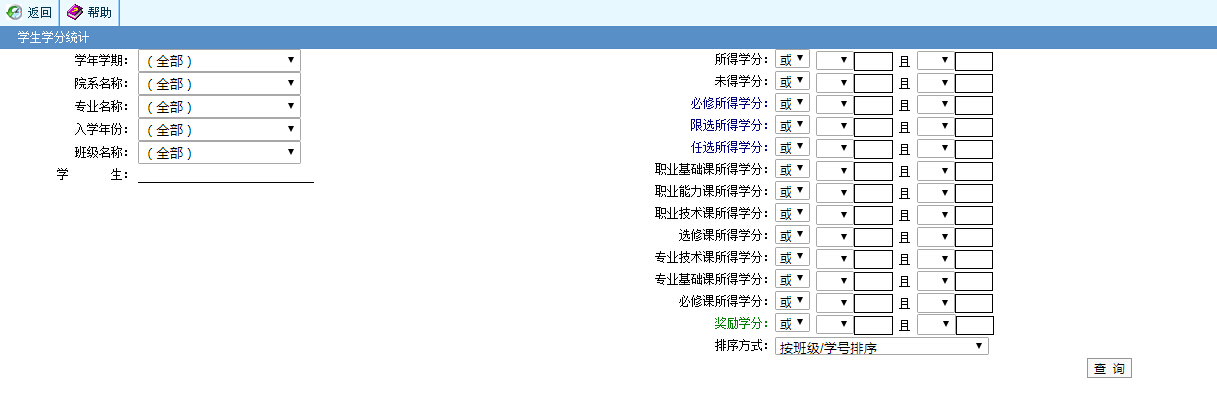 返回 帮助
学生学分统计
学年学期： （全部）
院系名称： （全部）
专业名称： （全部）
入学年份： （全部）
班级名称： （全部）
学 生：
所得学分： 或 且
未得学分： 或 且
必修所得学分： 或 且
限选所得学分： 或 且
任选所得学分： 或 且
职业基础课所得学分： 或 且
职业能力课所得学分： 或 且
职业技术课所得学分： 或 且
选修课所得学分： 或 且
专业技术课所得学分： 或 且
专业基础课所得学分： 或 且
必修课所得学分： 或 且
奖励学分： 或 且
排序方式： 按班级/学号排序
查 询